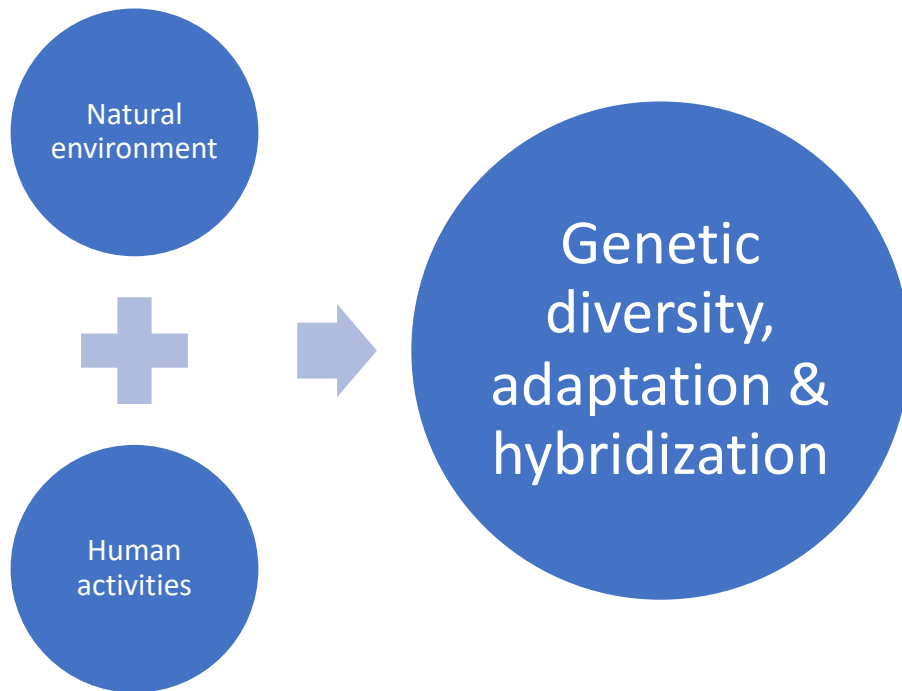 Natural
environment
Human
activities
Genetic
diversity,
adaptation &
hybridization